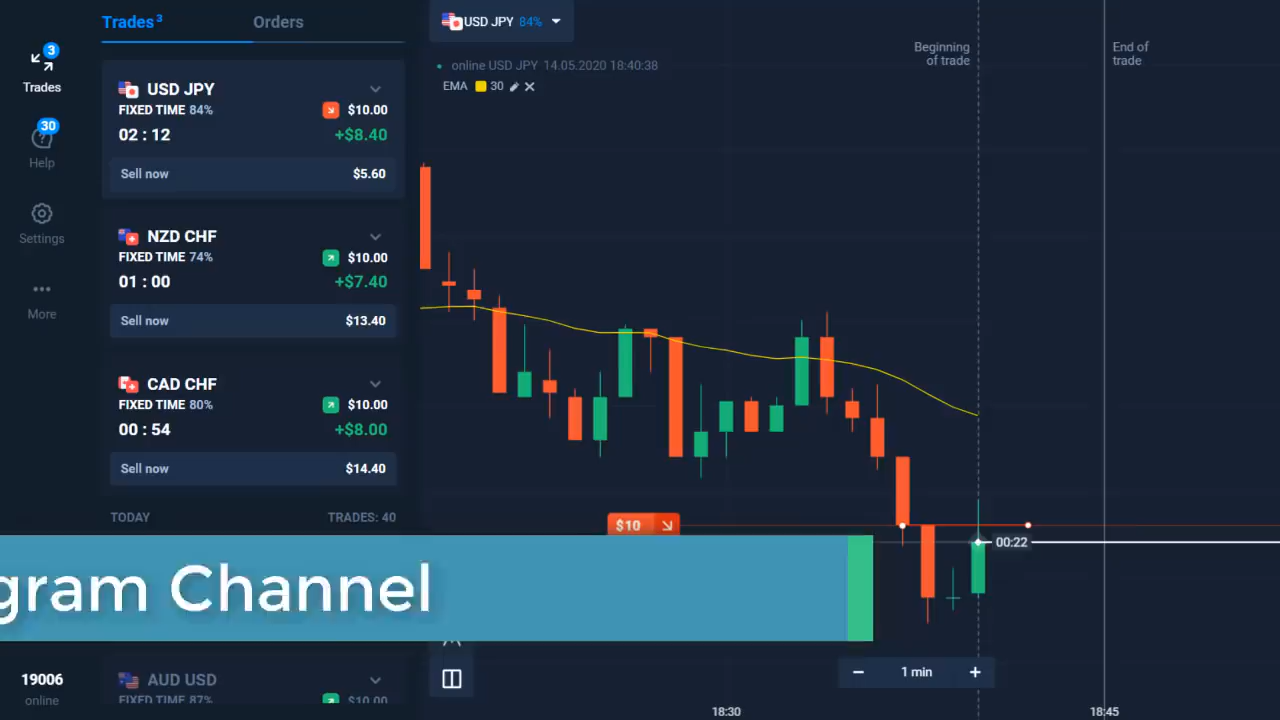 Trades 3
Orders
3
Trades
30
Help
Settings
More
19006
online
USD JPY
FIXED TIME 84%
$10.00
02 : 12
+$8.40
Sell now
$5.60
NZD CHF
FIXED TIME 74%
$10.00
01 : 00
+$7.40
Sell now
$13.40
CAD CHF
FIXED TIME 80%
$10.00
00 : 54
+$8.00
Sell now
$14.40
TODAY
TRADES: 40
gram Channel
AUD USD
FIXED TIME 87%
$10.00
USD JPY 84%
online USD JPY 14.05.2020 18:40:38
EMA 30
Beginning
of trade
End of
trade
$10
00:22
1 min
18:30
18:45